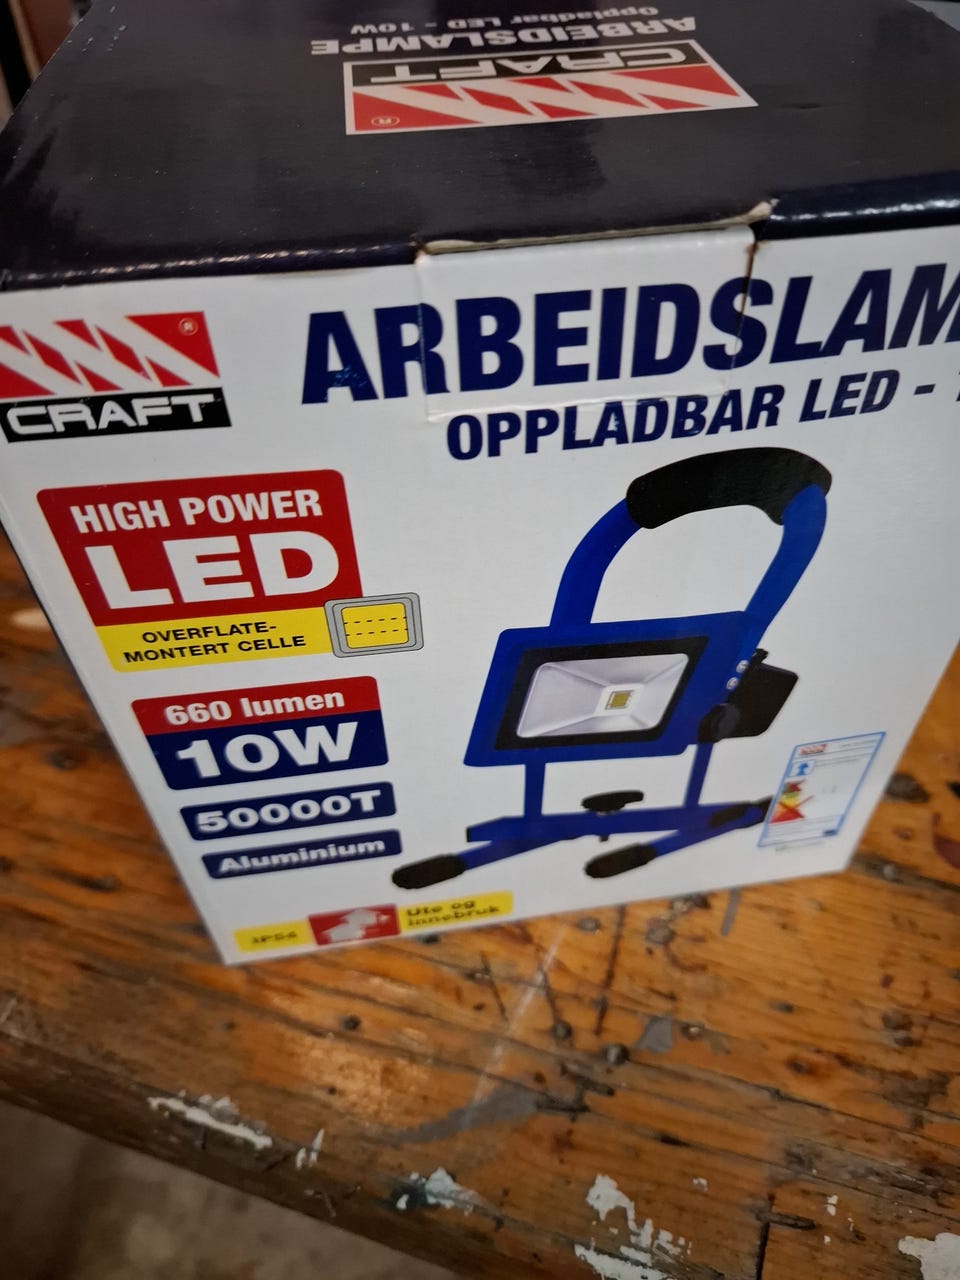 ARBEIDSLAMPE
Oppladbar LED - 10W
CRAFT
®
®
CRAFT
ARBEIDSLAM
OPPLADBAR LED -
HIGH POWER
LED
OVERFLATE-
MONTERT CELLE
660 lumen
10W
50000T
Aluminium
IP54
Ute og
innebruk